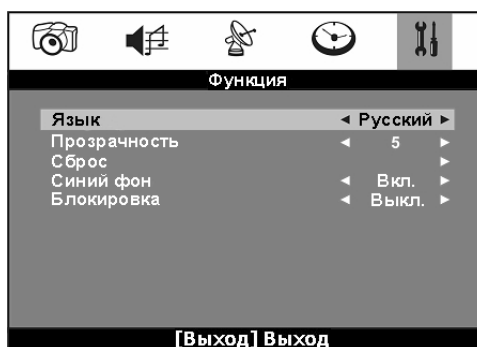 Функция
Язык ◄ Русский ►
Прозрачность ◄ 5 ►
Сброс ►
Синий фон ◄ Вкл. ►
Блокировка ◄ Выкл. ►
[Выход] Выход